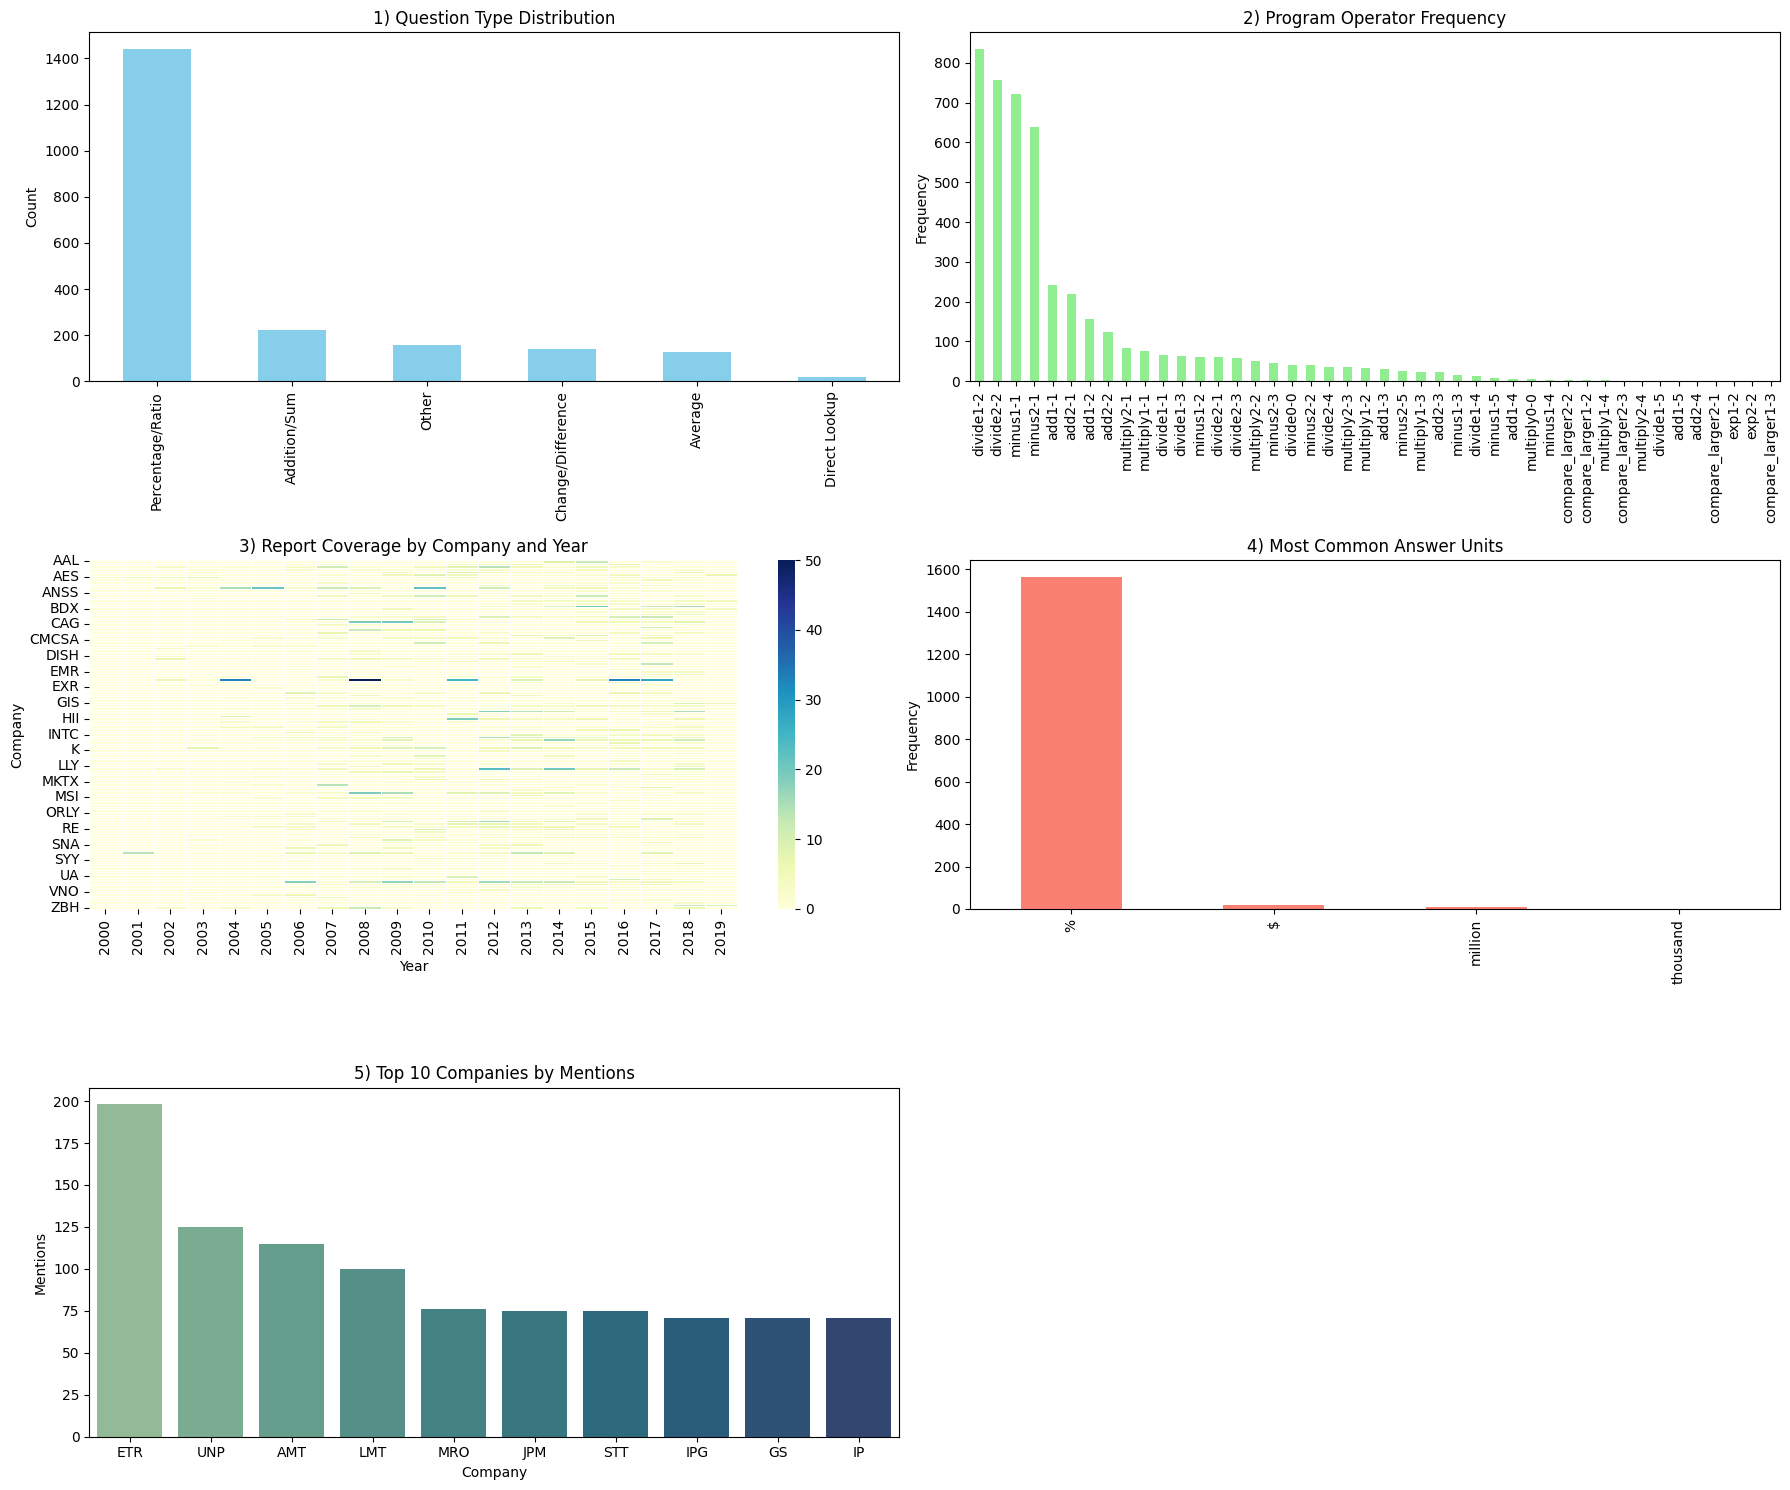 1) Question Type Distribution
Count
1400
1200
1000
800
600
400
200
0
Percentage/Ratio
Addition/Sum
Other
Change/Difference
Average
Direct Lookup
2) Program Operator Frequency
Frequency
800
700
600
500
400
300
200
100
0
divide1-2
divide2-2
minus1-1
minus2-1
add1-1
add2-1
add1-2
add2-2
multiply2-1
multiply1-1
divide1-1
divide1-3
minus1-2
divide2-1
divide2-3
multiply2-2
minus2-3
divide0-0
minus2-2
divide2-4
multiply2-3
multiply1-2
add1-3
minus2-5
multiply1-3
add2-3
minus1-3
divide1-4
minus1-5
add1-4
multiply0-0
minus1-4
compare_larger2-2
compare_larger1-2
multiply1-4
compare_larger2-3
multiply2-4
divide1-5
add1-5
add2-4
compare_larger2-1
exp1-2
exp2-2
compare_larger1-3
3) Report Coverage by Company and Year
Company
AAL
AES
ANSS
BDX
CAG
CMCSA
DISH
EMR
EXR
GIS
HII
INTC
K
LLY
MKTX
MSI
ORLY
RE
SNA
SYY
UA
VNO
ZBH
2000
2001
2002
2003
2004
2005
2006
2007
2008
2009
2010
2011
2012
2013
2014
2015
2016
2017
2018
2019
Year
50
40
30
20
10
0
4) Most Common Answer Units
Frequency
1600
1400
1200
1000
800
600
400
200
0
%
$
million
thousand
5) Top 10 Companies by Mentions
Mentions
200
175
150
125
100
75
50
25
0
ETR
UNP
AMT
LMT
MRO
JPM
STT
IPG
GS
IP
Company